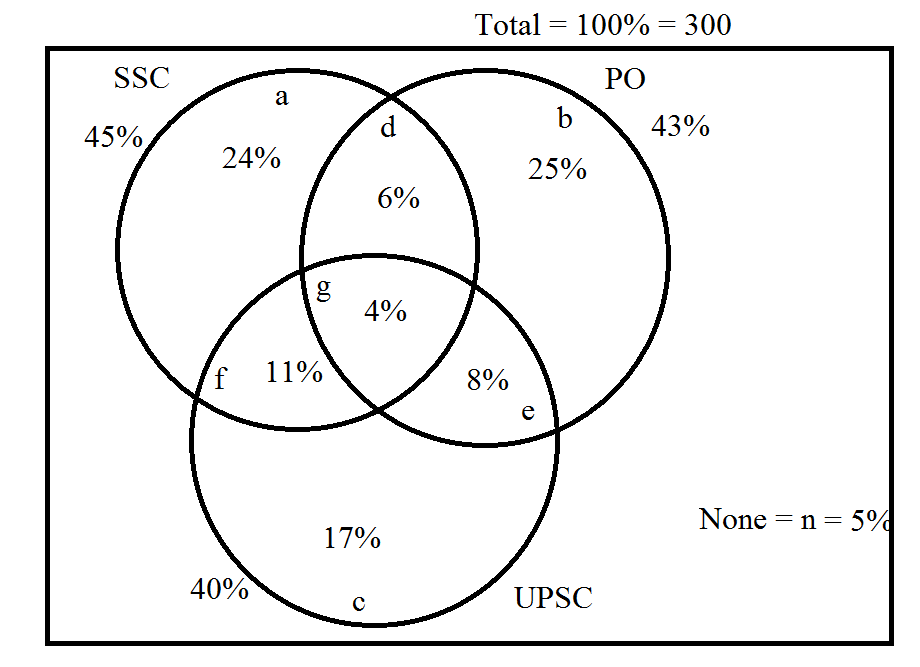 Total = 100% = 300
SSC
PO
a
b
d
45%
43%
24%
25%
6%
g
4%
f
11%
8%
e
17%
None = n = 5%
40%
c
UPSC